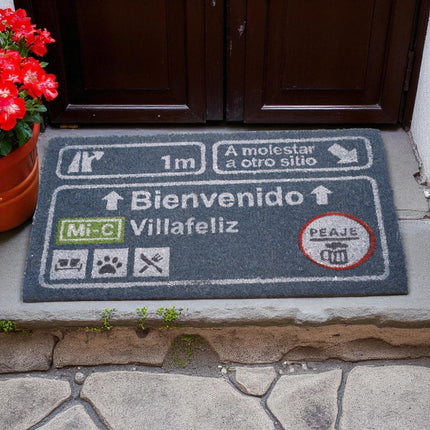 1m
A molestar
a otro sitio
Bienvenido
Mi-C Villafeliz
PEAJE